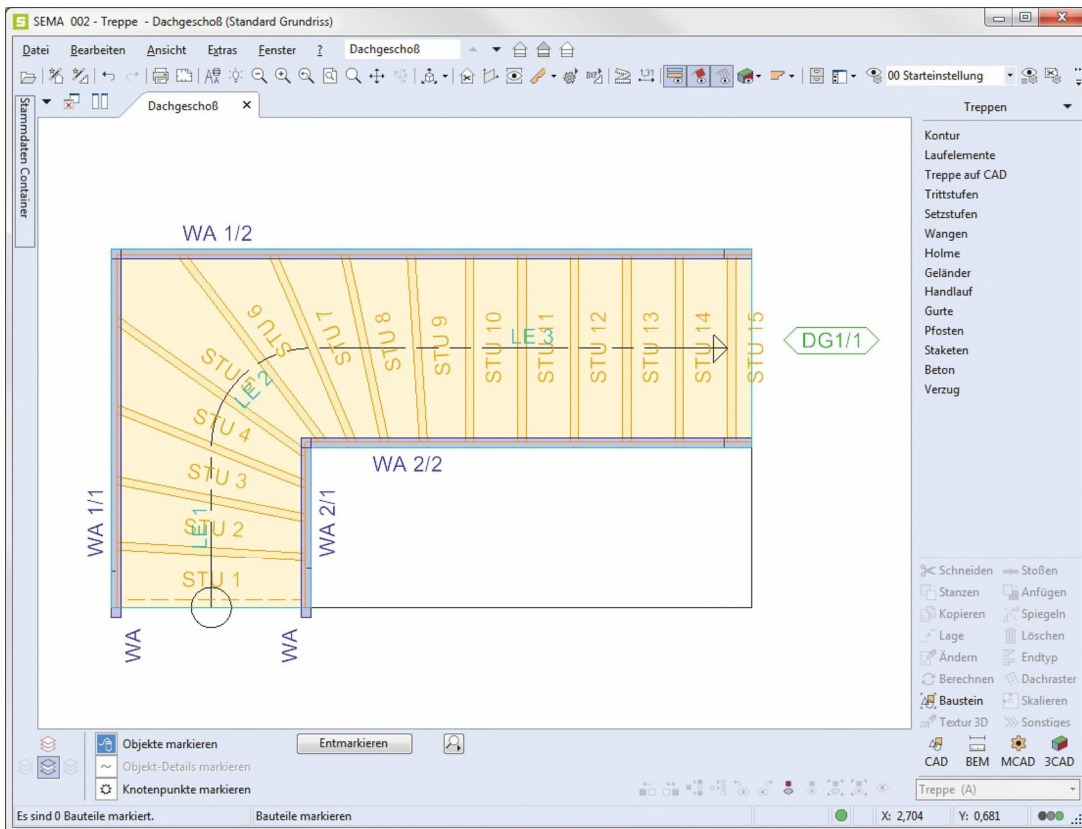 SEMA 002 - Treppe - Dachgeschoß (Standard Grundriss)
Datei Bearbeiten Ansicht Extras Fenster ? Dachgeschoß
1,31 00 Starteinstellung
Dachgeschoß
Stammdaten Container
Treppen
Kontur
Laufelemente
Treppe auf CAD
Trittstufen
Setzstufen
Wangen
Holme
Geländer
Handlauf
Gurte
Pfosten
Staketen
Beton
Verzug
WA 1/2
STU 6
STU 7
STU 8
STU 9
STU 10
STU 11
STU 12
STU 13
STU 14
STU 15
LE 3
DG1/1
STU 5
LE 2
STU 4
STU 3
WA 2/2
WA 1/1
LE 1
STU 2
WA 2/1
STU 1
WA
WA
Schneiden Stoßen
Stanzen Anfügen
Kopieren Spiegeln
Lage Löschen
Ändern Endtyp
Berechnen Dachraster
Baustein Skalieren
Textur 3D Sonstiges
CAD BEM MCAD 3CAD
Objekte markieren Entmarkieren
Objekt-Details markieren
Knotenpunkte markieren
Treppe (A)
Es sind 0 Bauteile markiert. Bauteile markieren X: 2,704 Y: 0,681